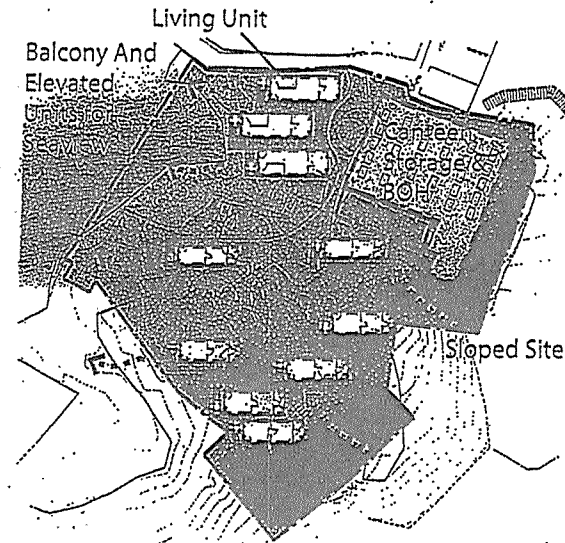 Living Unit
Balcony And
Elevated
Units for
Seaview
Canteen
Storage/
BOH
Sloped Site